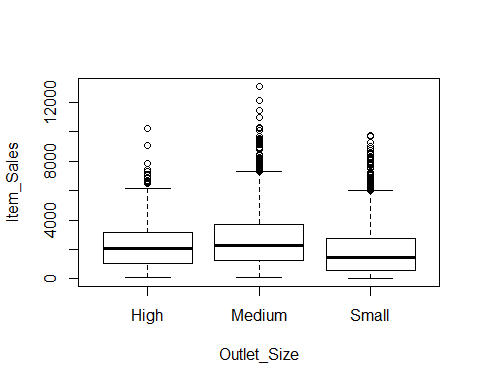 Item_Sales
12000
8000
4000
0
High Medium Small
Outlet_Size